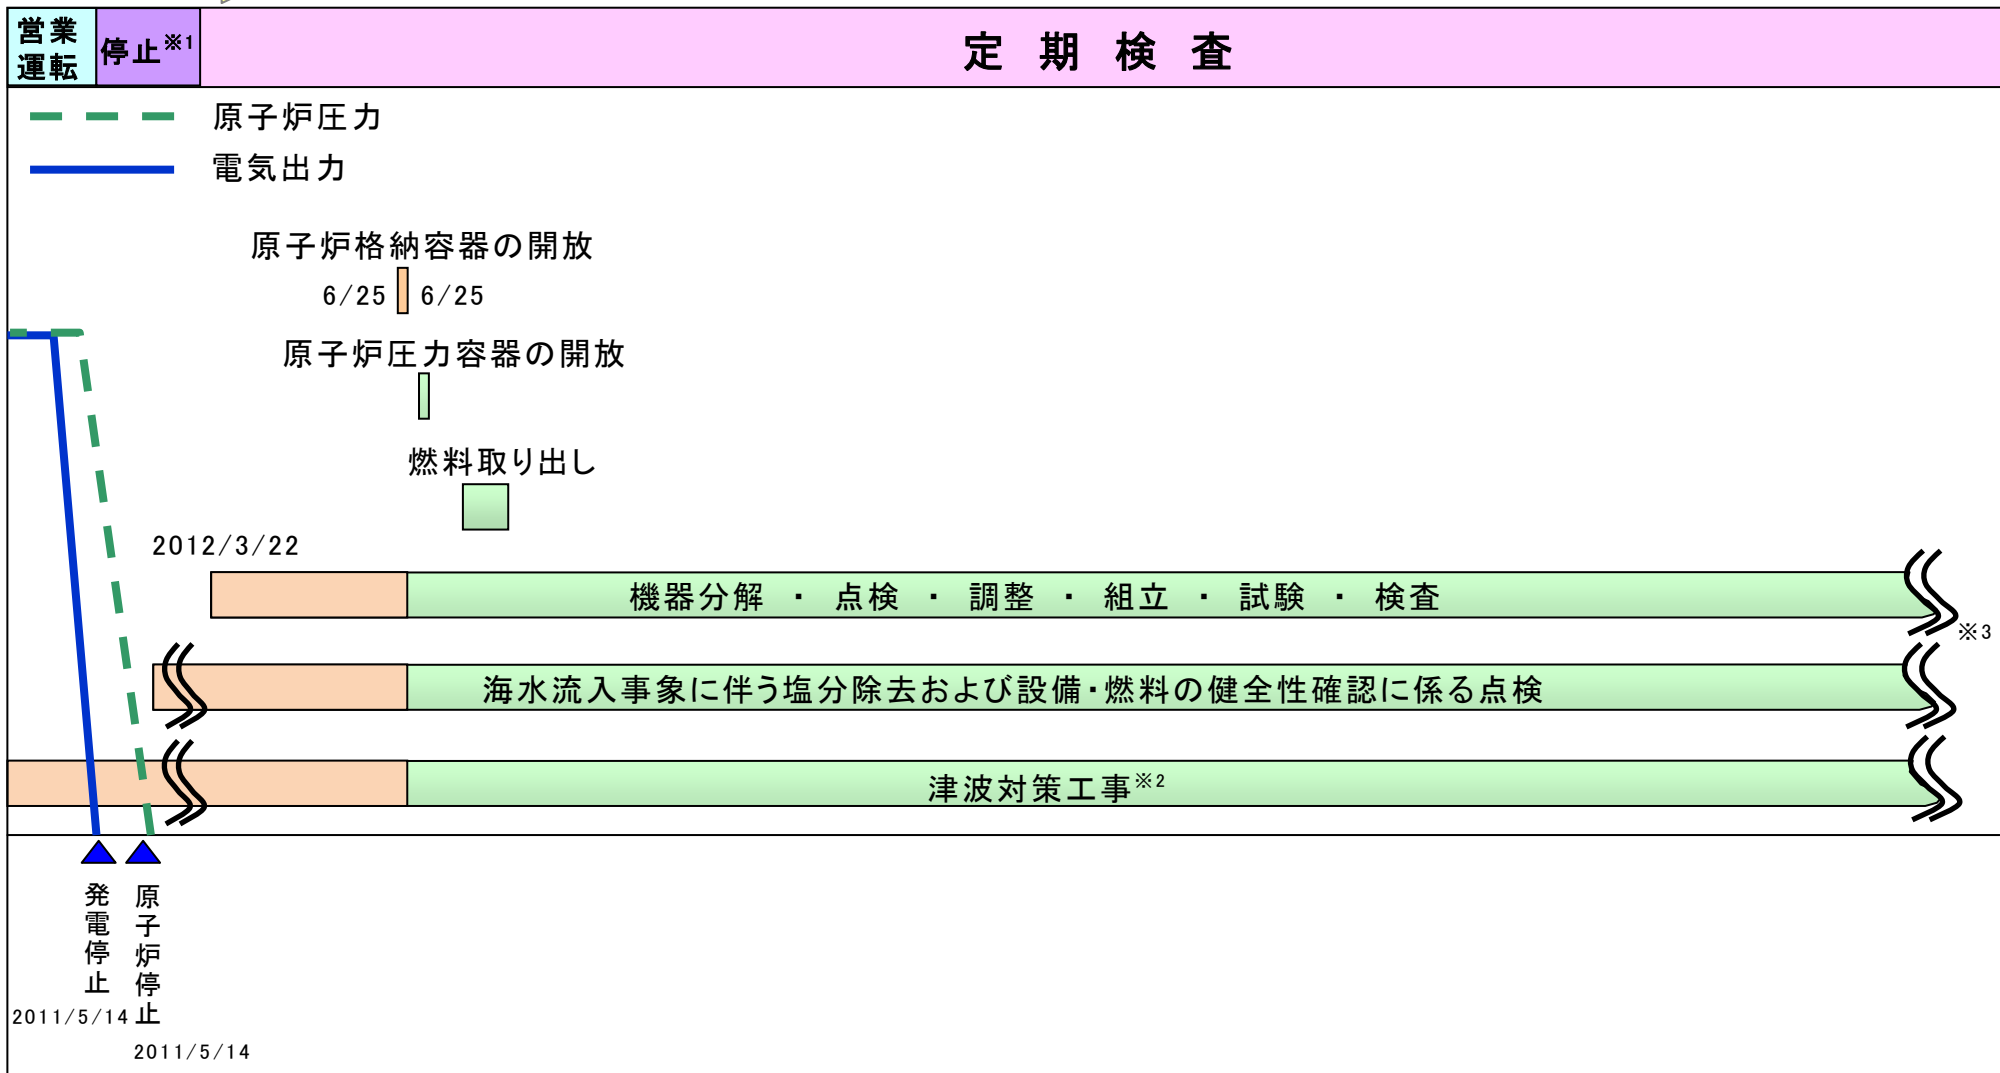 営業
運転
停止※1
定期検査
原子炉圧力
電気出力
原子炉格納容器の開放
6/25 6/25
原子炉圧力容器の開放
燃料取り出し
2012/3/22
機器分解 ・ 点検 ・ 調整 ・ 組立 ・ 試験 ・ 検査
※3
海水流入事象に伴う塩分除去および設備・燃料の健全性確認に係る点検
津波対策工事※2
発電停止
2011/5/14
原子炉停止
2011/5/14